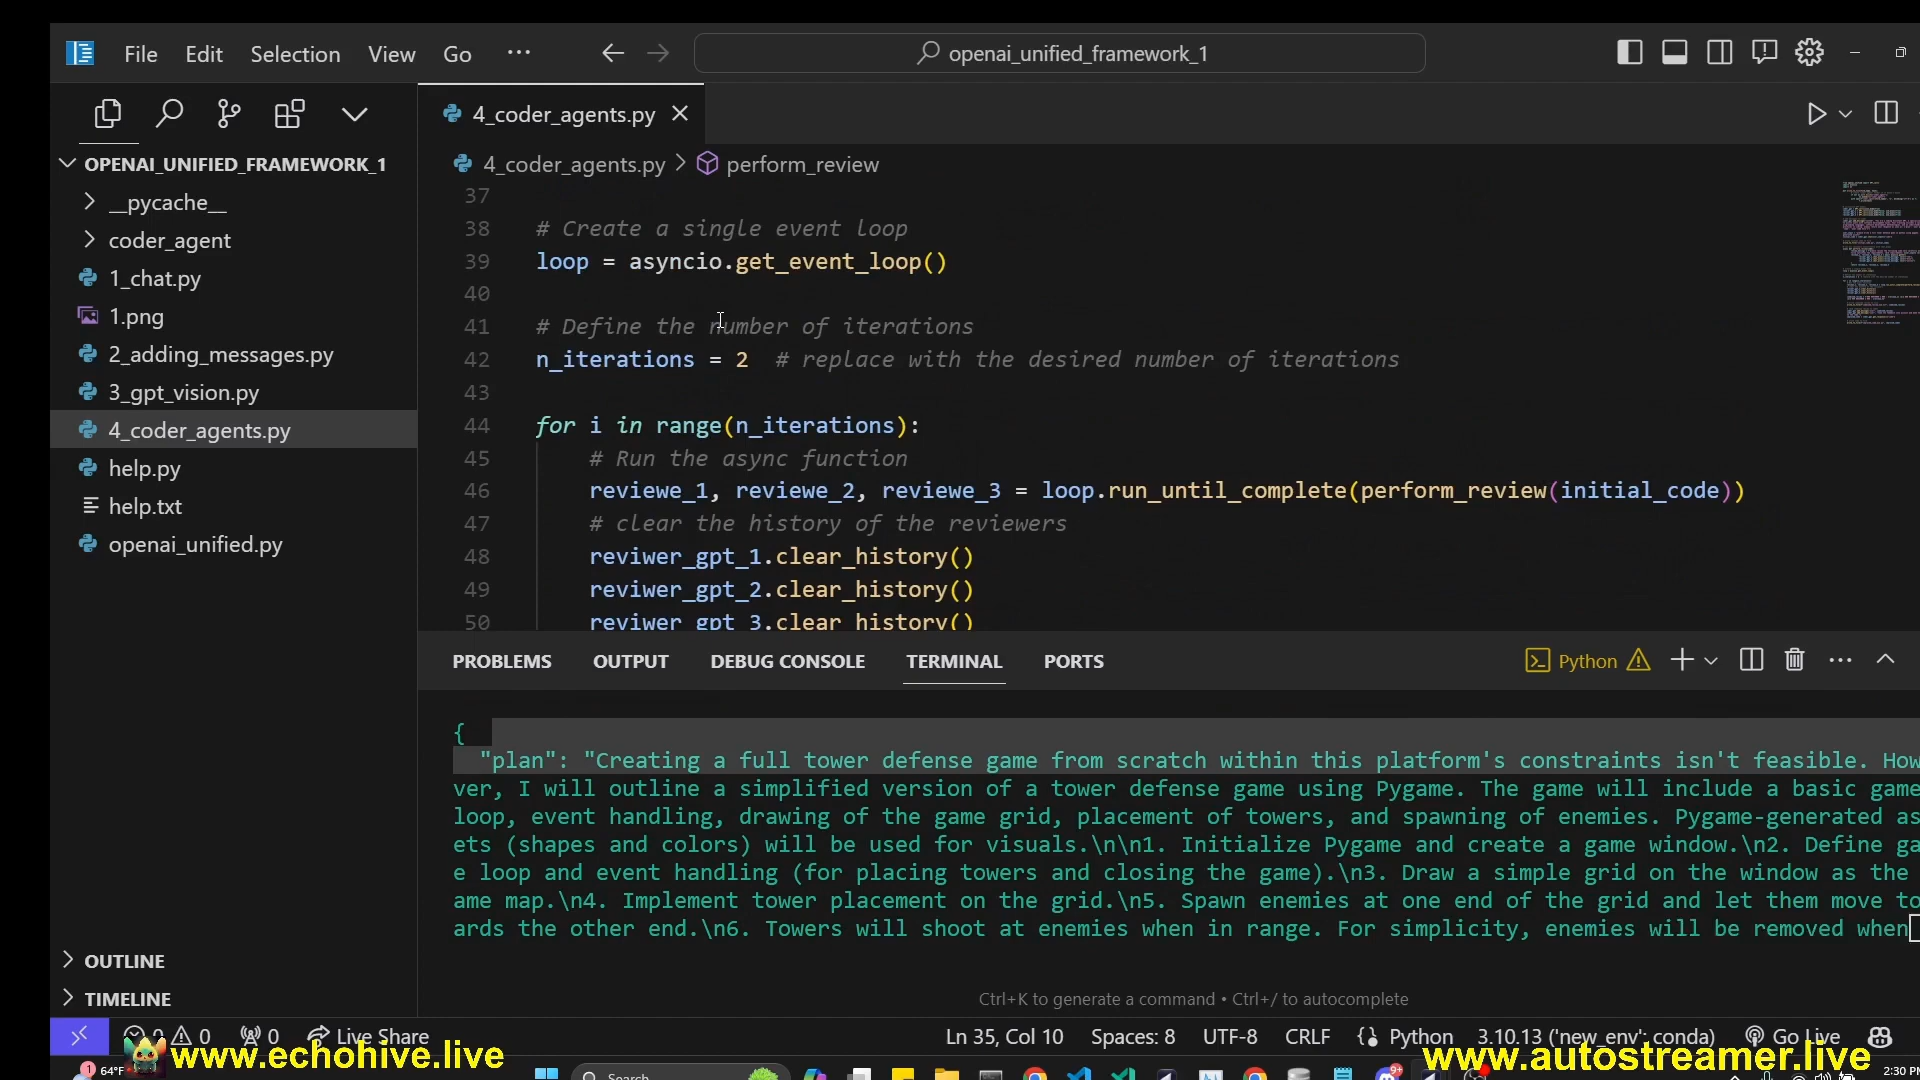 File Edit Selection View Go ···
openai_unified_framework_1
OPENAI_UNIFIED_FRAMEWORK_1
__pycache__
coder_agent
1_chat.py
1.png
2_adding_messages.py
3_gpt_vision.py
4_coder_agents.py
help.py
help.txt
openai_unified.py
OUTLINE
TIMELINE
4_coder_agents.py
4_coder_agents.py > perform_review
37
38 # Create a single event loop
39 loop = asyncio.get_event_loop()
40
41 # Define the number of iterations
42 n_iterations = 2 # replace with the desired number of iterations
43
44 for i in range(n_iterations):
45 # Run the async function
46 reviewe_1, reviewe_2, reviewe_3 = loop.run_until_complete(perform_review(initial_code))
47 # clear the history of the reviewers
48 reviwer_gpt_1.clear_history()
49 reviwer_gpt_2.clear_history()
50 reviwer_gpt_3.clear_history()
PROBLEMS OUTPUT DEBUG CONSOLE TERMINAL PORTS
Python
{
"plan": "Creating a full tower defense game from scratch within this platform's constraints isn't feasible. How
ver, I will outline a simplified version of a tower defense game using Pygame. The game will include a basic game
loop, event handling, drawing of the game grid, placement of towers, and spawning of enemies. Pygame-generated as
ets (shapes and colors) will be used for visuals.\n\n1. Initialize Pygame and create a game window.\n2. Define ga
e loop and event handling (for placing towers and closing the game).\n3. Draw a simple grid on the window as the
ame map.\n4. Implement tower placement on the grid.\n5. Spawn enemies at one end of the grid and let them move to
ards the other end.\n6. Towers will shoot at enemies when in range. For simplicity, enemies will be removed when
Ctrl+K to generate a command • Ctrl+/ to autocomplete
0 0 0 Live Share Ln 35, Col 10 Spaces: 8 UTF-8 CRLF Python 3.10.13 ('new_env': conda) Go Live
www.echohive.live www.autostreamer.live
1 64°F Search 9+ 2:30 PM